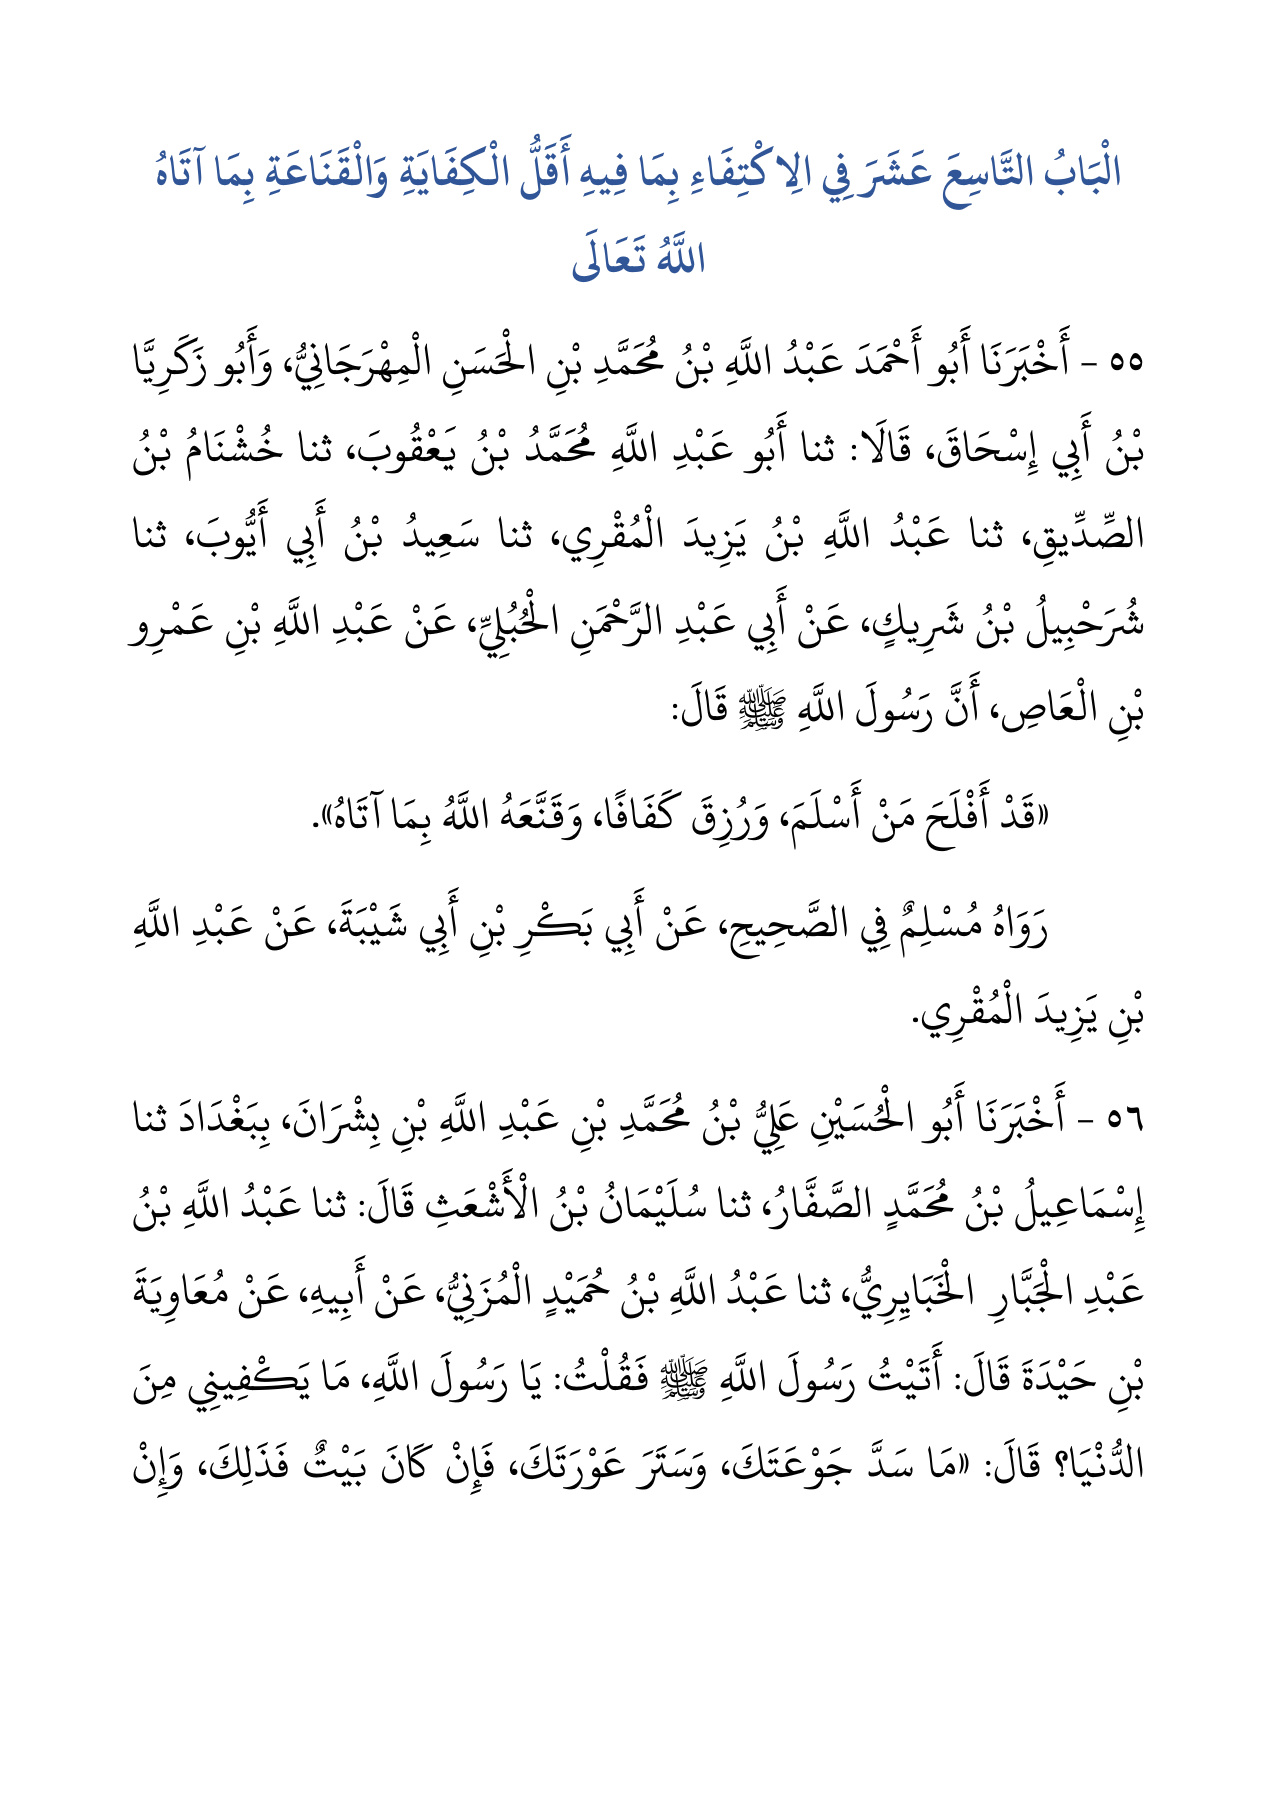 الْبَابُ التَّاسِعَ عَشَرَ فِي الِاكْتِفَاءِ بِمَا فِيهِ أَقَلُّ الْكِفَايَةِ وَالْقَنَاعَةِ بِمَا آتَاهُ
اللَّهُ تَعَالَى
٥٥ - أَخْبَرَنَا أَبُو أَحْمَدَ عَبْدُ اللَّهِ بْنُ مُحَمَّدِ بْنِ الْحَسَنِ الْمِهْرَجَانِيُّ، وَأَبُو زَكَرِيَّا
بْنُ أَبِي إِسْحَاقَ، قَالَا: ثنا أَبُو عَبْدِ اللَّهِ مُحَمَّدُ بْنُ يَعْقُوبَ، ثنا خُشْنَامُ بْنُ
الصِّدِّيقِ، ثنا عَبْدُ اللَّهِ بْنُ يَزِيدَ الْمُقْرِي، ثنا سَعِيدُ بْنُ أَبِي أَيُّوبَ، ثنا
شُرَحْبِيلُ بْنُ شَرِيكٍ، عَنْ أَبِي عَبْدِ الرَّحْمَنِ الْحُبُلِيِّ، عَنْ عَبْدِ اللَّهِ بْنِ عَمْرِو
بْنِ الْعَاصِ، أَنَّ رَسُولَ اللَّهِ ﷺ قَالَ:
«قَدْ أَفْلَحَ مَنْ أَسْلَمَ، وَرُزِقَ كَفَافًا، وَقَنَّعَهُ اللَّهُ بِمَا آتَاهُ».
رَوَاهُ مُسْلِمٌ فِي الصَّحِيحِ، عَنْ أَبِي بَكْرِ بْنِ أَبِي شَيْبَةَ، عَنْ عَبْدِ اللَّهِ
بْنِ يَزِيدَ الْمُقْرِي.
٥٦ - أَخْبَرَنَا أَبُو الْحُسَيْنِ عَلِيُّ بْنُ مُحَمَّدِ بْنِ عَبْدِ اللَّهِ بْنِ بِشْرَانَ، بِبَغْدَادَ ثنا
إِسْمَاعِيلُ بْنُ مُحَمَّدٍ الصَّفَّارُ، ثنا سُلَيْمَانُ بْنُ الْأَشْعَثِ قَالَ: ثنا عَبْدُ اللَّهِ بْنُ
عَبْدِ الْجَبَّارِ الْخَبَايِرِيُّ، ثنا عَبْدُ اللَّهِ بْنُ حُمَيْدٍ الْمُزَنِيُّ، عَنْ أَبِيهِ، عَنْ مُعَاوِيَةَ
بْنِ حَيْدَةَ قَالَ: أَتَيْتُ رَسُولَ اللَّهِ ﷺ فَقُلْتُ: يَا رَسُولَ اللَّهِ، مَا يَكْفِينِي مِنَ
الدُّنْيَا؟ قَالَ: «مَا سَدَّ جَوْعَتَكَ، وَسَتَرَ عَوْرَتَكَ، فَإِنْ كَانَ بَيْتٌ فَذَلِكَ، وَإِنْ